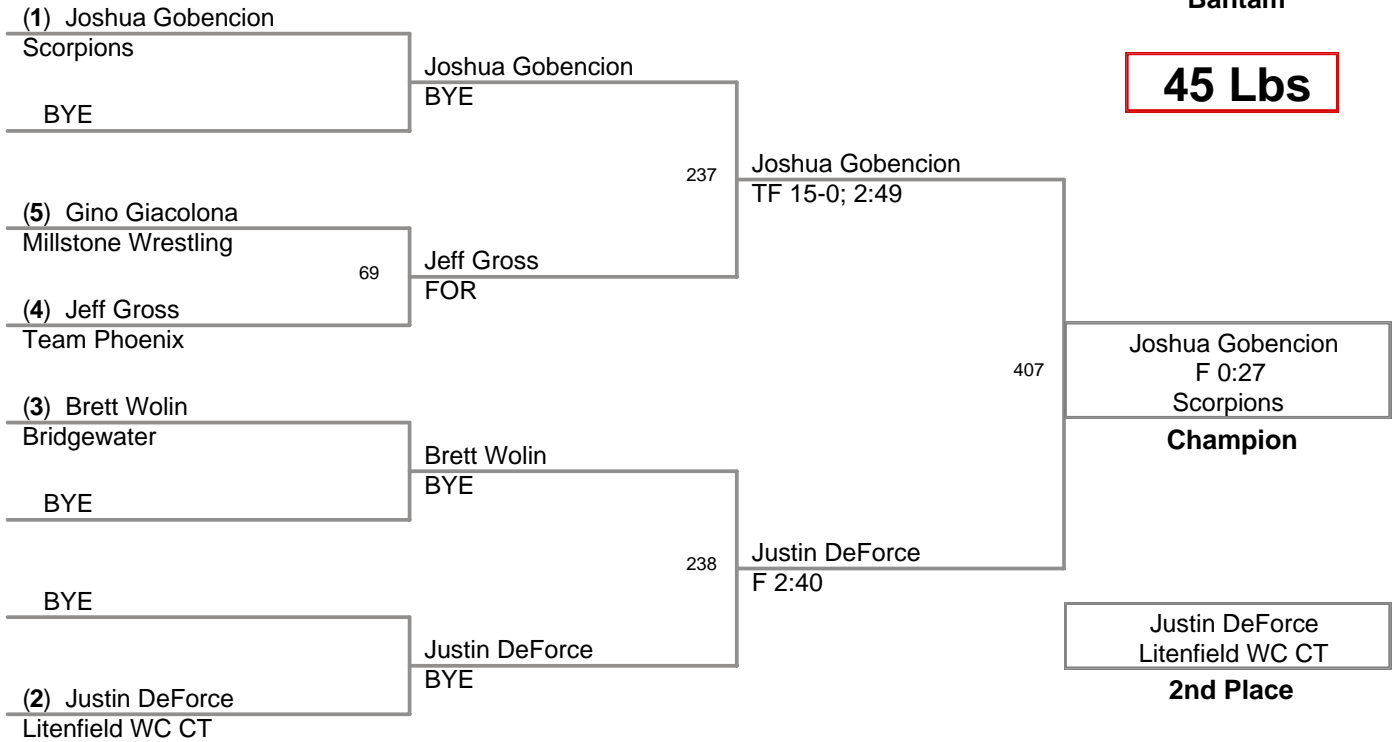 Bantam
45 Lbs
(1) Joshua Gobencion
Scorpions
BYE
(5) Gino Giacolona
Millstone Wrestling
69
(4) Jeff Gross
Team Phoenix
(3) Brett Wolin
Bridgewater
BYE
BYE
(2) Justin DeForce
Litenfield WC CT
Joshua Gobencion
BYE
237
Jeff Gross
FOR
Brett Wolin
BYE
238
Justin DeForce
BYE
Joshua Gobencion
TF 15-0; 2:49
407
Justin DeForce
F 2:40
Joshua Gobencion
F 0:27
Scorpions
Champion
Justin DeForce
Litenfield WC CT
2nd Place